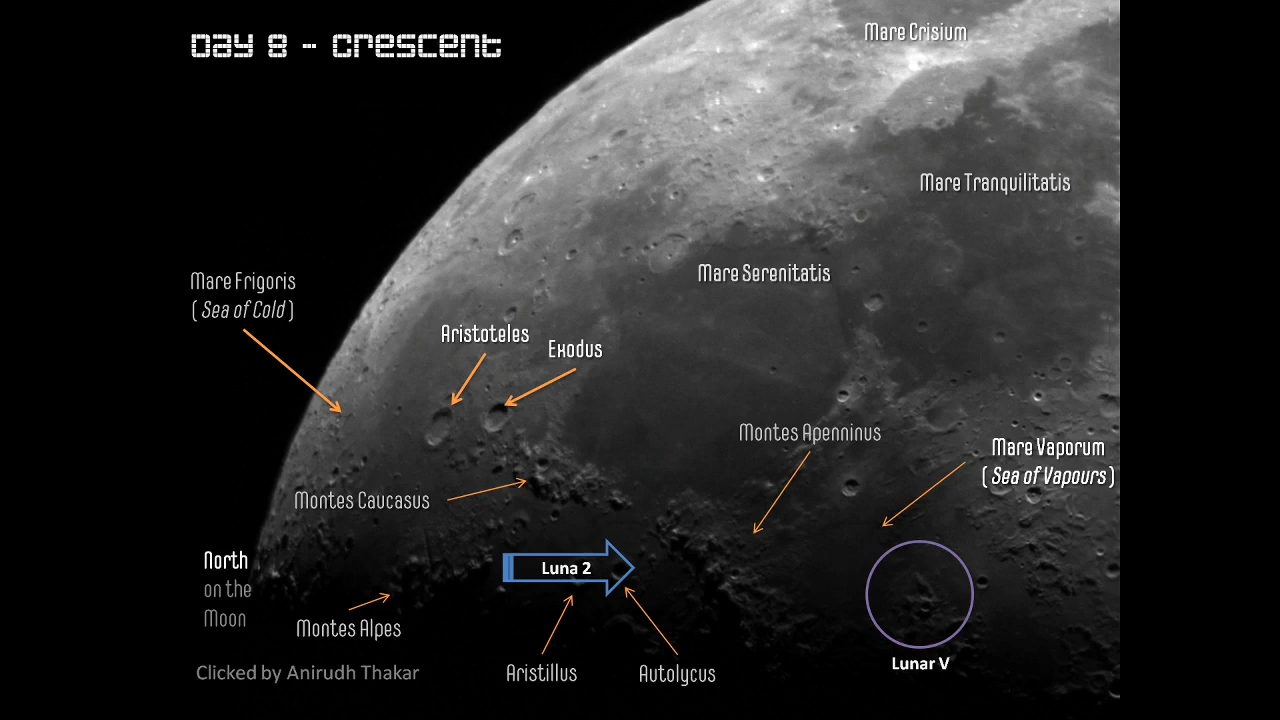 Day 8 - Crescent
Mare Crisium
Mare Tranquilitatis
Mare Serenitatis
Mare Frigoris
( Sea of Cold )
Aristoteles
Exodus
Montes Apenninus
Mare Vaporum
( Sea of Vapours )
Montes Caucasus
North
on the
Moon
Luna 2
Montes Alpes
Lunar V
Clicked by Anirudh Thakar
Aristillus
Autolycus